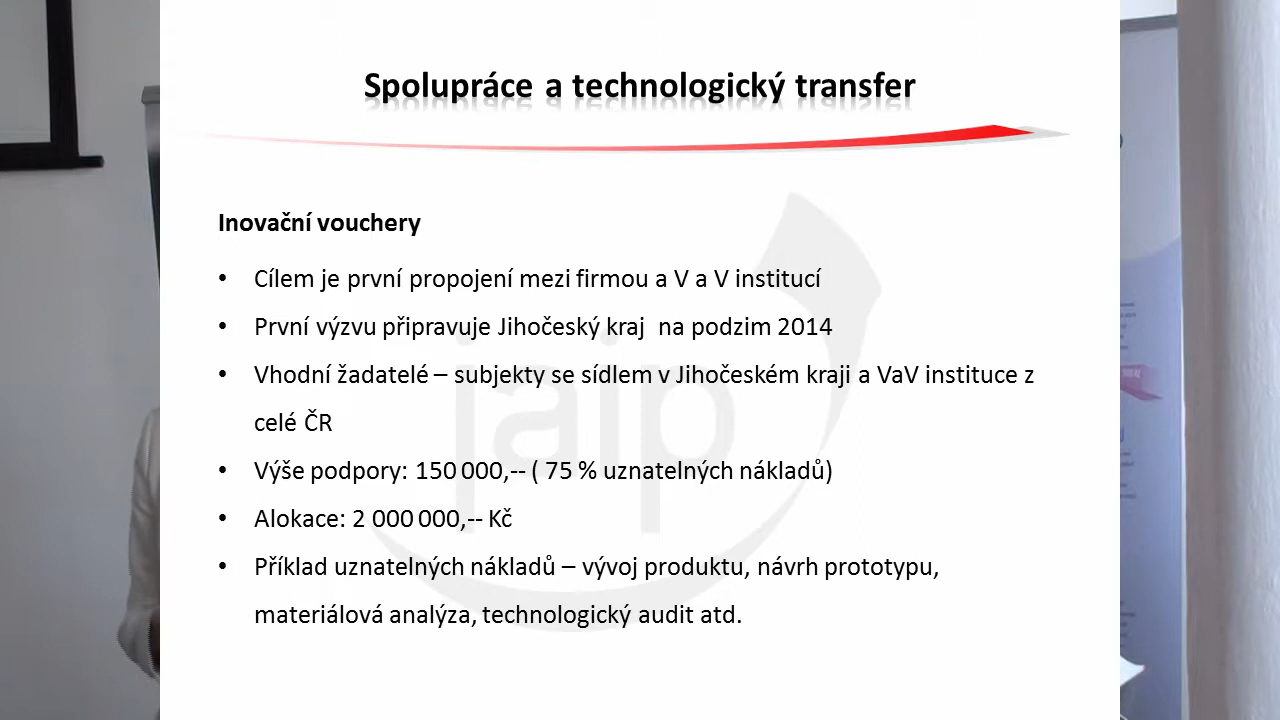 Spolupráce a technologický transfer
Inovační vouchery
• Cílem je první propojení mezi firmou a V a V institucí
• První výzvu připravuje Jihočeský kraj  na podzim 2014
• Vhodní žadatelé – subjekty se sídlem v Jihočeském kraji a VaV instituce z
celé ČR
• Výše podpory: 150 000,-- ( 75 % uznatelných nákladů)
• Alokace: 2 000 000,-- Kč
• Příklad uznatelných nákladů – vývoj produktu, návrh prototypu,
materiálová analýza, technologický audit atd.
jaip